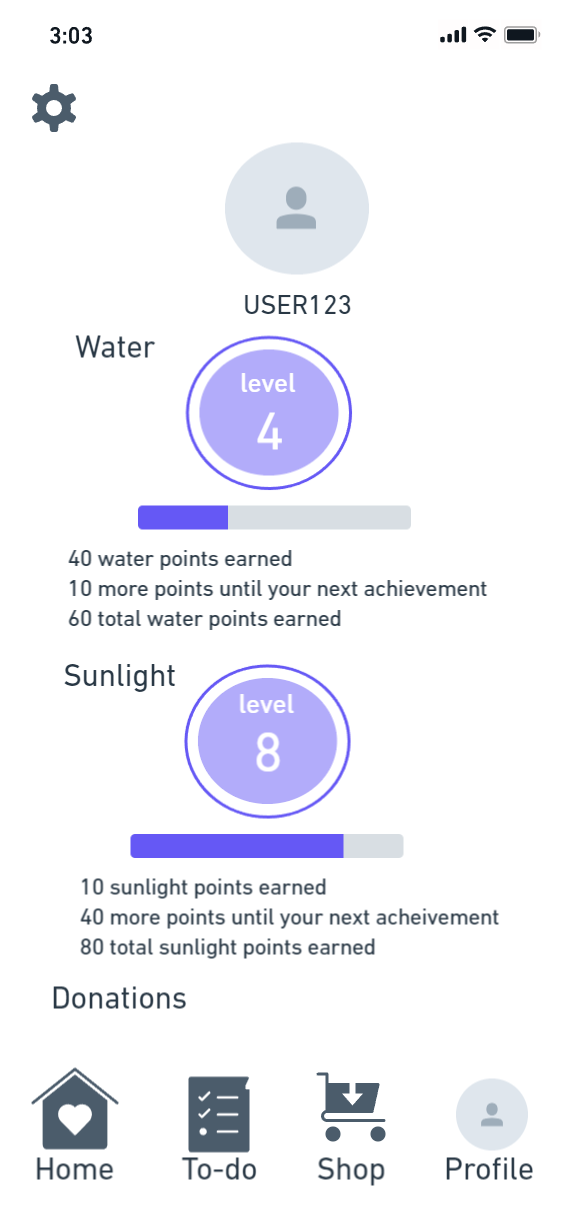 3:03
USER123
Water
level
4
40 water points earned
10 more points until your next achievement
60 total water points earned
Sunlight
level
8
10 sunlight points earned
40 more points until your next acheivement
80 total sunlight points earned
Donations
Home To-do Shop Profile